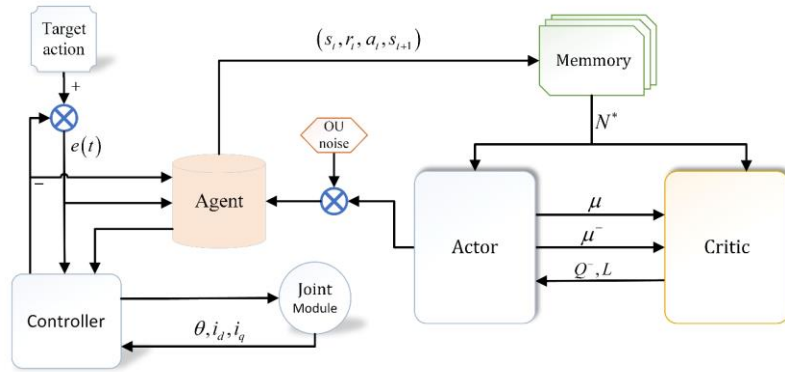 Target
action
+
e(t)
−
(s_i, r_i, a_i, s_{i+1})
Memmory
N*
OU
noise
Agent
Actor
μ
μ⁻
Q⁻, L
Critic
Controller
Joint
Module
θ, i_d, i_q